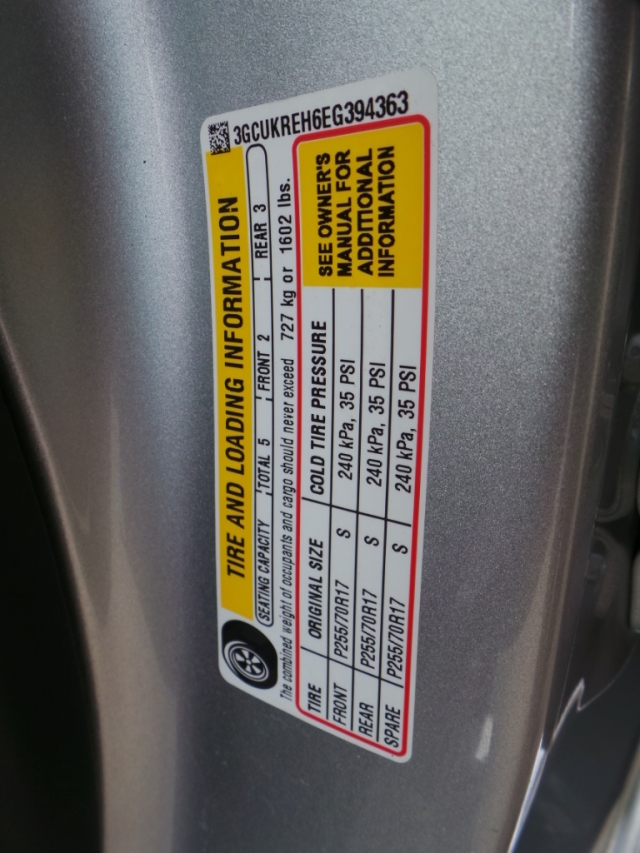 3GCUKREH6EG394363
TIRE AND LOADING INFORMATION
SEATING CAPACITY TOTAL 5 FRONT 2 REAR 3
The combined weight of occupants and cargo should never exceed 727 kg or 1602 lbs.
TIRE ORIGINAL SIZE COLD TIRE PRESSURE
FRONT P255/70R17 S 240 kPa, 35 PSI
REAR P255/70R17 S 240 kPa, 35 PSI
SPARE P255/70R17 S 240 kPa, 35 PSI
SEE OWNER'S
MANUAL FOR
ADDITIONAL
INFORMATION